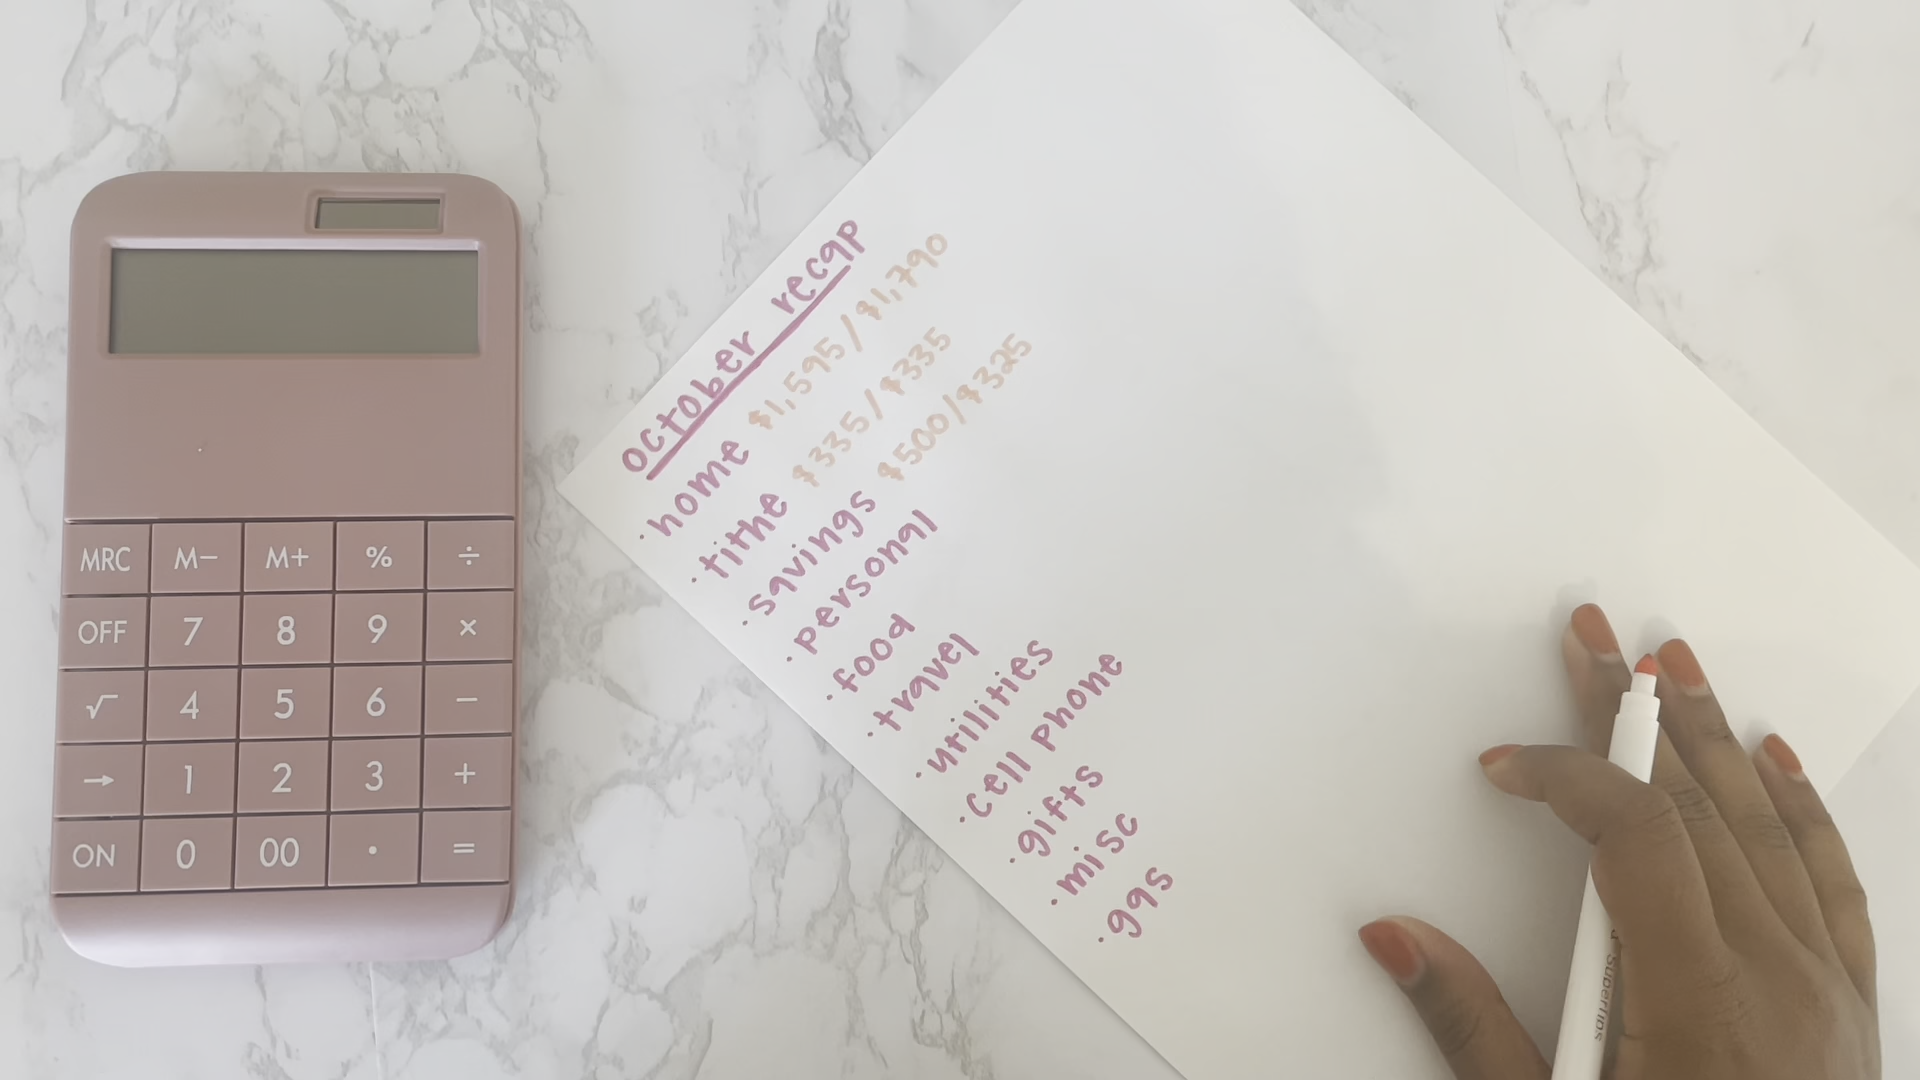 october recap
· home $1,595/$1,790
· tithe $335/$335
· savings $500/$325
· personal
· food
· travel
· utilities
· cell phone
· gifts
· misc
· gas
MRC M− M+ % ÷
OFF 7 8 9 ×
√ 4 5 6 −
→ 1 2 3 +
ON 0 00 · =
supertips